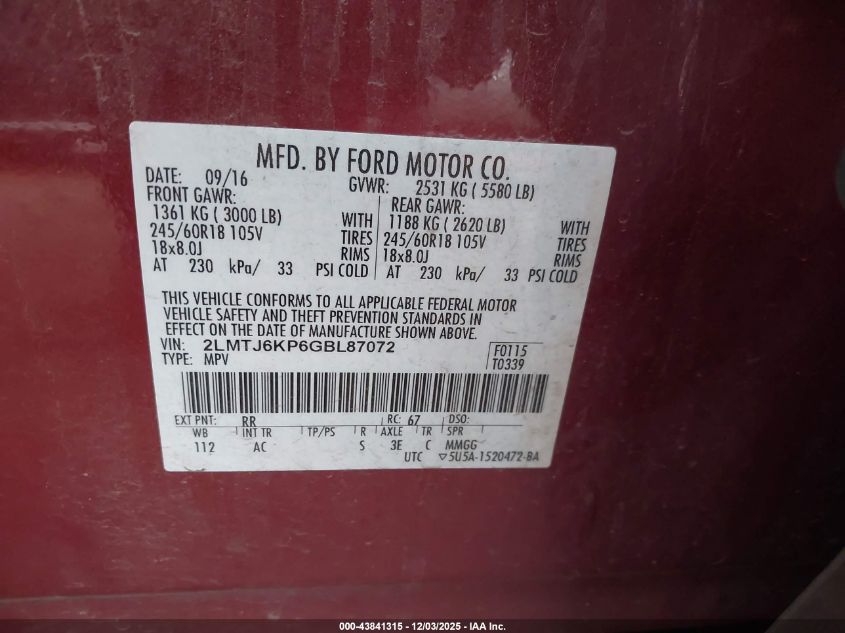 MFD. BY FORD MOTOR CO.
DATE: 09/16 GVWR: 2531 KG ( 5580 LB)
FRONT GAWR: REAR GAWR:
1361 KG ( 3000 LB) WITH 1188 KG ( 2620 LB) WITH
245/60R18 105V TIRES 245/60R18 105V TIRES
18x8.0J RIMS 18x8.0J RIMS
AT 230 kPa/ 33 PSI COLD AT 230 kPa/ 33 PSI COLD
THIS VEHICLE CONFORMS TO ALL APPLICABLE FEDERAL MOTOR
VEHICLE SAFETY AND THEFT PREVENTION STANDARDS IN
EFFECT ON THE DATE OF MANUFACTURE SHOWN ABOVE.
VIN: 2LMTJ6KP6GBL87072 F0115
TYPE: MPV T0339
EXT PNT: RR RC: 67 DSO:
WB INT TR TP/PS R AXLE TR SPR
112 AC S 3E C MMGG
UTC ▽5U5A-1520472-BA
000-43841315 - 12/03/2025 - IAA Inc.